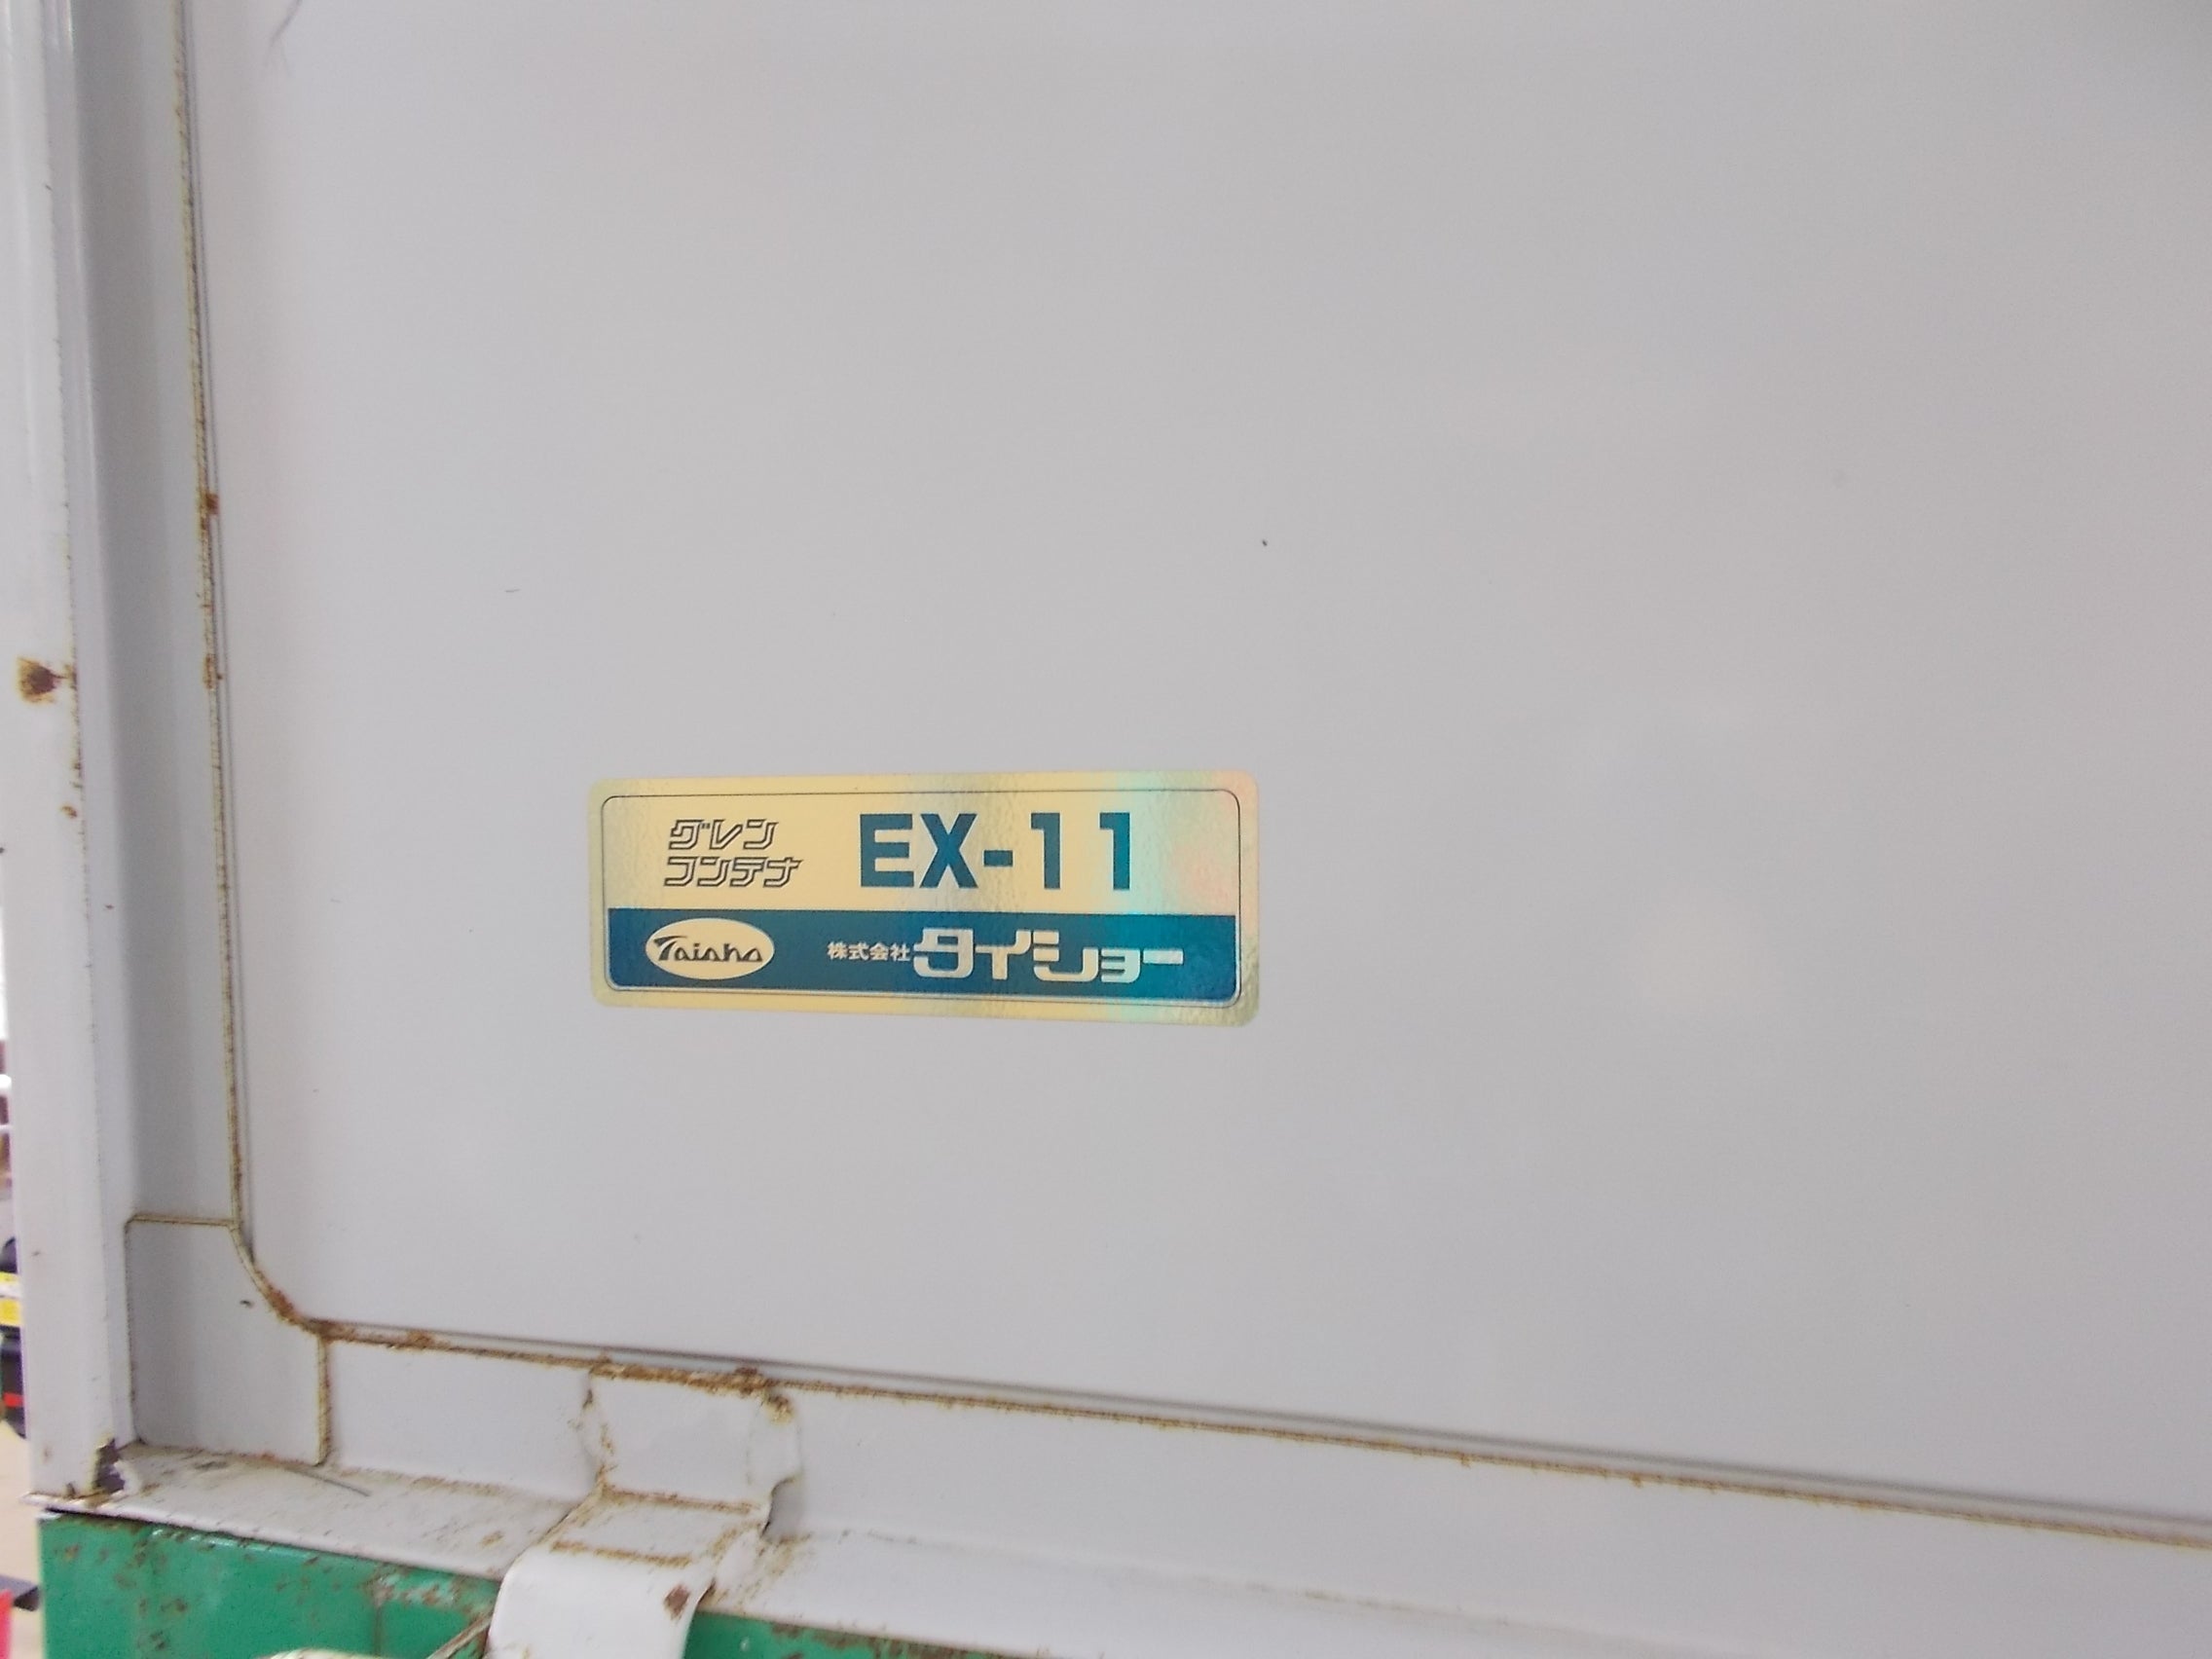 グレン
コンテナ
EX-11
Taisho
株式会社タイショー